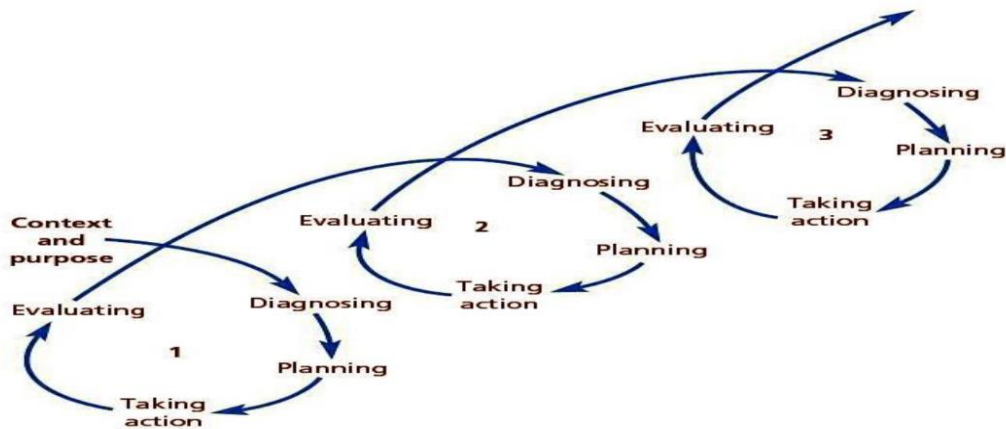 Context
and
purpose
Evaluating
Diagnosing
1
Planning
Taking
action
Evaluating
Diagnosing
2
Planning
Taking
action
Evaluating
Diagnosing
3
Planning
Taking
action